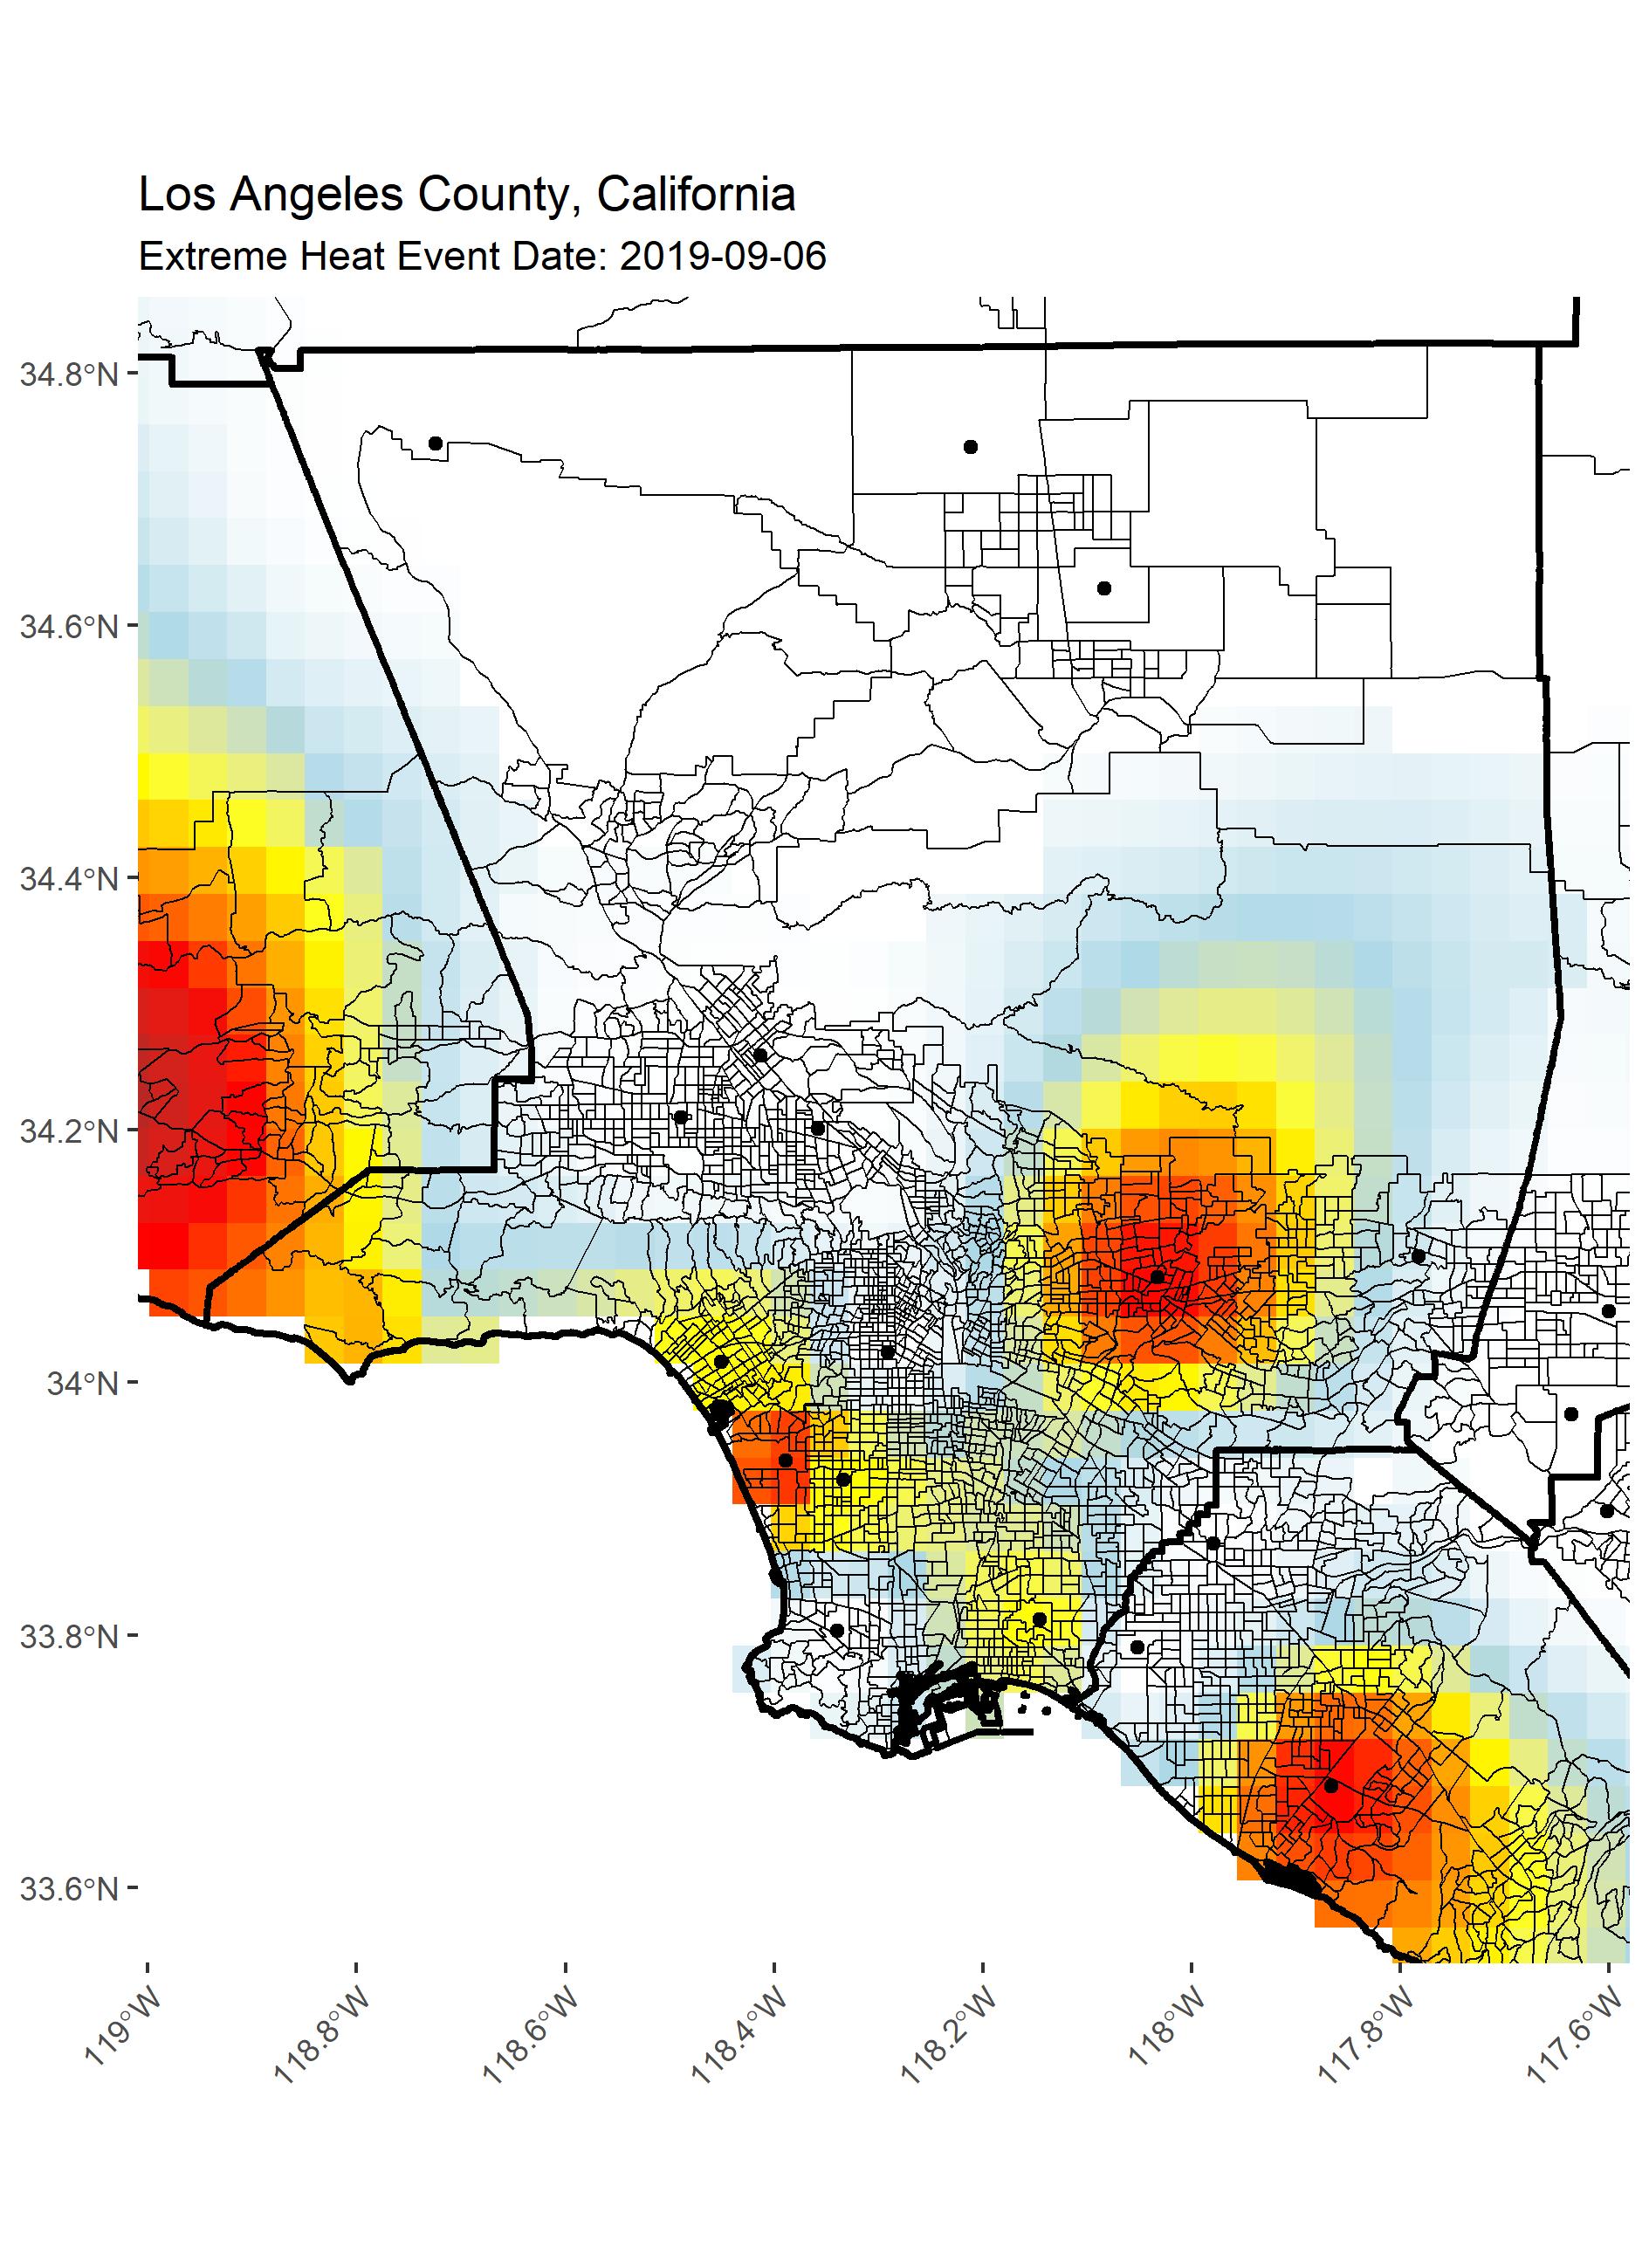 Los Angeles County, California
Extreme Heat Event Date: 2019-09-06
34.8°N
34.6°N
34.4°N
34.2°N
34°N
33.8°N
33.6°N
119°W
118.8°W
118.6°W
118.4°W
118.2°W
118°W
117.8°W
117.6°W